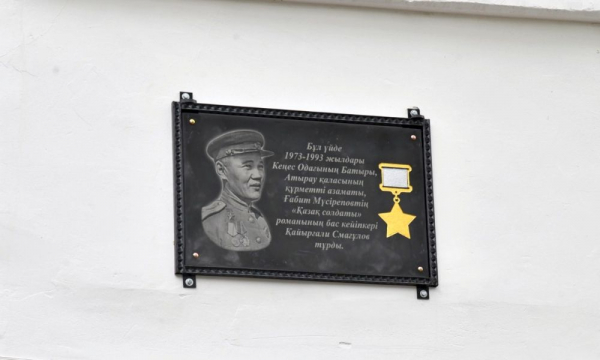 Бұл үйде
1973-1993 жылдары
Кеңес Одағының Батыры,
Атырау қаласының
құрметті азаматы,
Ғабит Мүсіреповтің
«Қазақ солдаты»
романының бас кейіпкері
Қайырғали Смағұлов
тұрды.